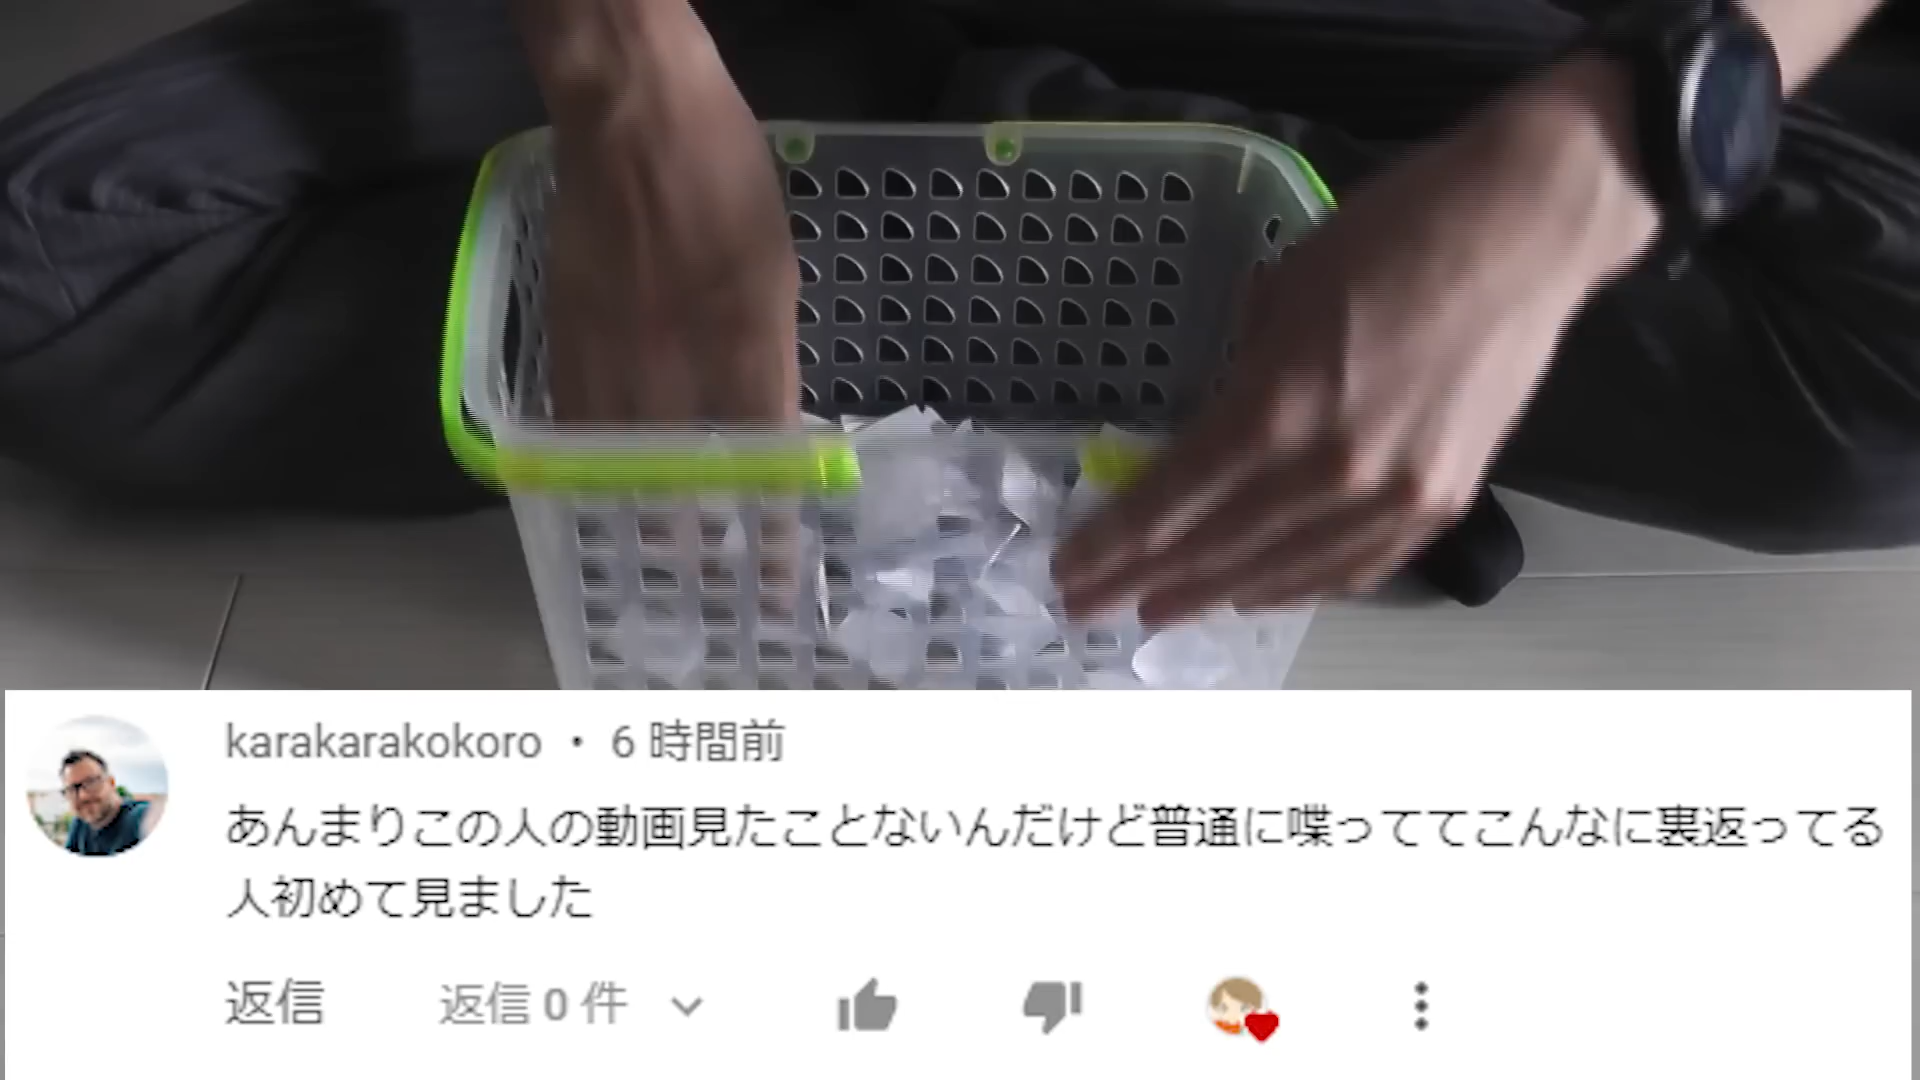 karakarakokoro • 6 時間前
あんまりこの人の動画見たことないんだけど普通に喋っててこんなに裏返ってる
人初めて見ました
返信 返信 0 件